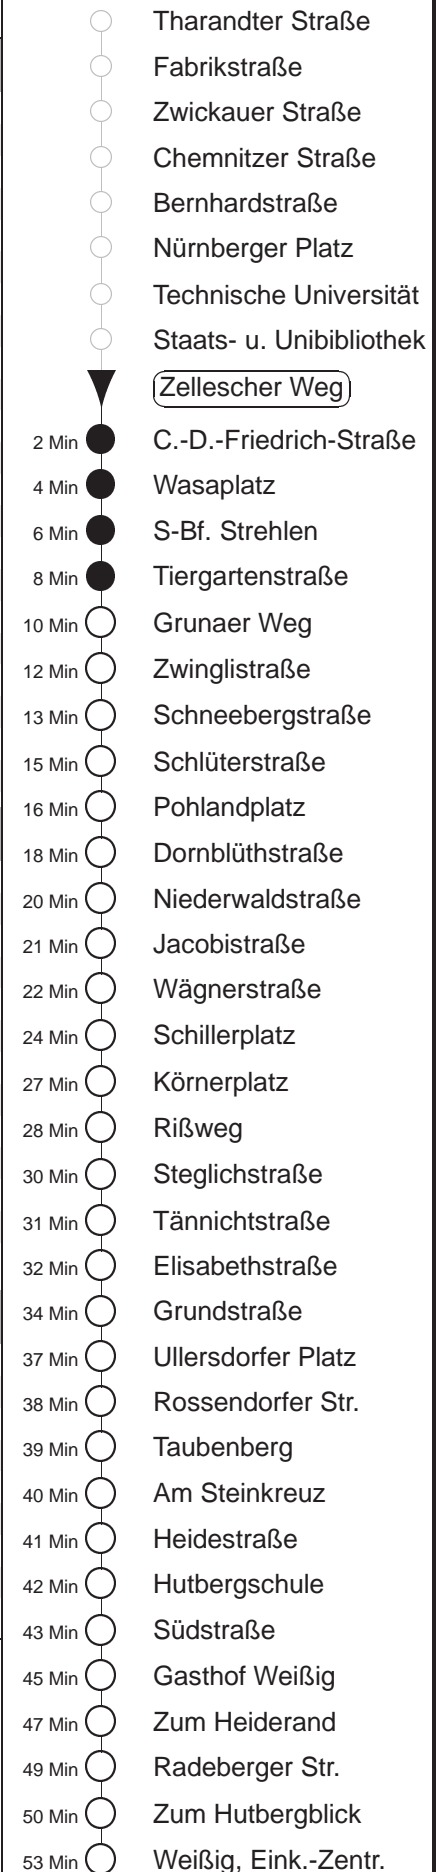 Tharandter Straße
Fabrikstraße
Zwickauer Straße
Chemnitzer Straße
Bernhardstraße
Nürnberger Platz
Technische Universität
Staats- u. Unibibliothek
Zellescher Weg
2 Min C.-D.-Friedrich-Straße
4 Min Wasaplatz
6 Min S-Bf. Strehlen
8 Min Tiergartenstraße
10 Min Grunaer Weg
12 Min Zwinglistraße
13 Min Schneebergstraße
15 Min Schlüterstraße
16 Min Pohlandplatz
18 Min Dornblüthstraße
20 Min Niederwaldstraße
21 Min Jacobistraße
22 Min Wägnerstraße
24 Min Schillerplatz
27 Min Körnerplatz
28 Min Rißweg
30 Min Steglichstraße
31 Min Tännichtstraße
32 Min Elisabethstraße
34 Min Grundstraße
37 Min Ullersdorfer Platz
38 Min Rossendorfer Str.
39 Min Taubenberg
40 Min Am Steinkreuz
41 Min Heidestraße
42 Min Hutbergschule
43 Min Südstraße
45 Min Gasthof Weißig
47 Min Zum Heiderand
49 Min Radeberger Str.
50 Min Zum Hutbergblick
53 Min Weißig, Eink.-Zentr.